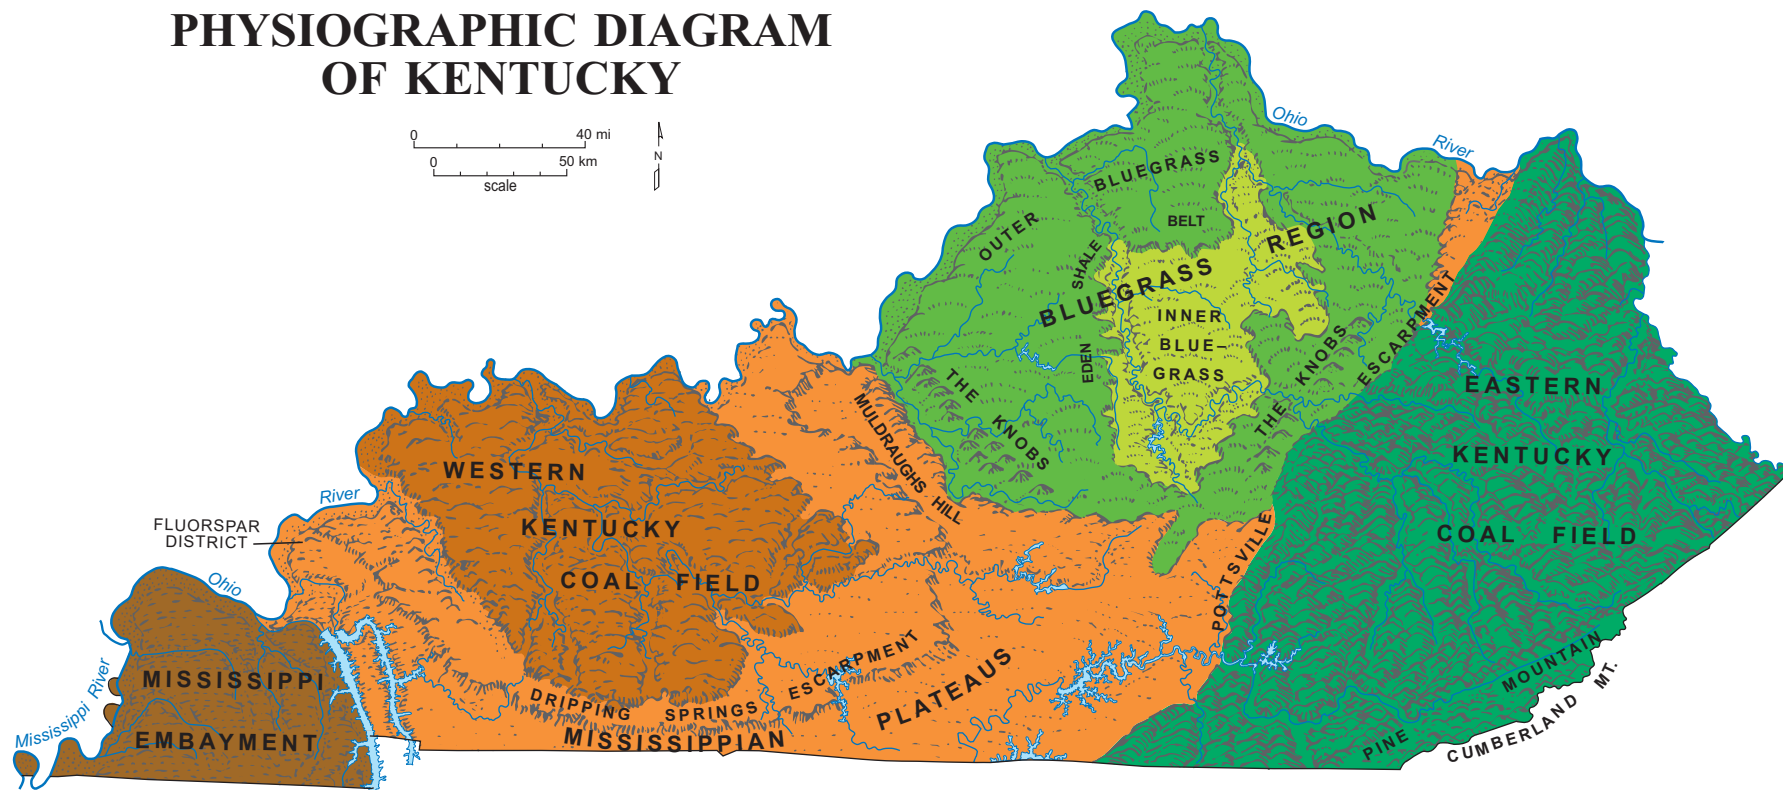 PHYSIOGRAPHIC DIAGRAM
OF KENTUCKY
0 40 mi
0 50 km
scale
N
Ohio
River
BLUEGRASS
BELT
OUTER
SHALE
EDEN
BLUEGRASS REGION
INNER
BLUE–
GRASS
THE KNOBS
THE KNOBS
MULDRAUGHS HILL
POTTSVILLE ESCARPMENT
EASTERN
KENTUCKY
COAL FIELD
WESTERN
KENTUCKY
COAL FIELD
River
FLUORSPAR
DISTRICT
Ohio
Mississippi River
MISSISSIPPI
EMBAYMENT
DRIPPING SPRINGS ESCARPMENT
MISSISSIPPIAN PLATEAUS
PINE MOUNTAIN
CUMBERLAND MT.